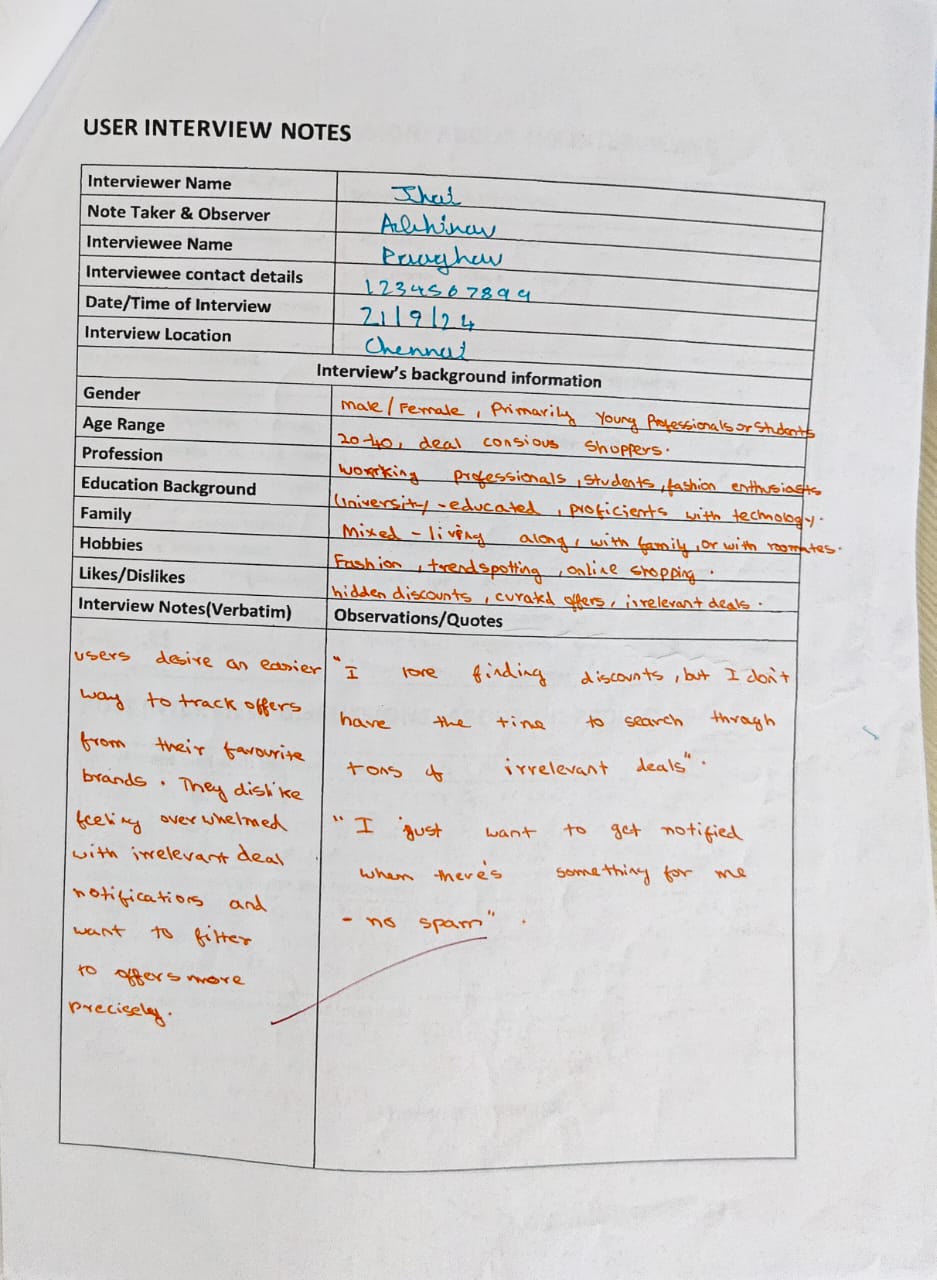 USER INTERVIEW NOTES
Interviewer Name
Note Taker & Observer Abhinav
Interviewee Name
Interviewee contact details 1234567899
Date/Time of Interview 21/9/24
Interview Location Chennai
Interview's background information
Gender Male/Female, Primarily Young Professionals or Students
Age Range 20-40, deal consious shoppers.
Profession working professionals, students, fashion enthusiasts
Education Background University-educated, proficients with technology.
Family Mixed - living along, with family, or with roomates.
Hobbies Fashion, trendspotting, online shopping.
Likes/Dislikes hidden discounts, curatd offers, irrelevant deals.
Interview Notes(Verbatim) Observations/Quotes
users desire an easier
way to track offers
from their favourite
brands. They dislike
feeling overwhelmed
with irrelevant deal
notifications and
want to filter
to offers more
precisely.
"I love finding discounts, but I don't
have the time to search through
tons of irrelevant deals".
"I just want to get notified
when there's something for me
- no spam".